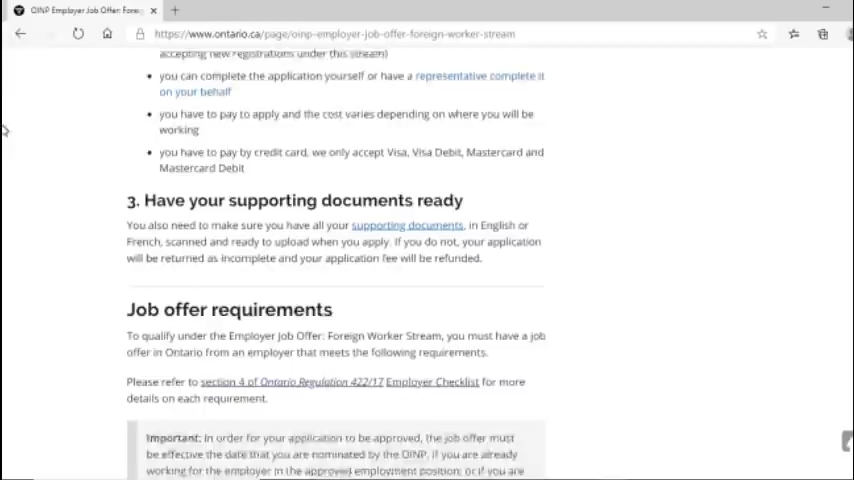 OINP Employer Job Offer: Foreig
https://www.ontario.ca/page/oinp-employer-job-offer-foreign-worker-stream
accepting new registrations under this stream)
• you can complete the application yourself or have a representative complete it
on your behalf
• you have to pay to apply and the cost varies depending on where you will be
working
• you have to pay by credit card, we only accept Visa, Visa Debit, Mastercard and
Mastercard Debit
3. Have your supporting documents ready
You also need to make sure you have all your supporting documents, in English or
French, scanned and ready to upload when you apply. If you do not, your application
will be returned as incomplete and your application fee will be refunded.
Job offer requirements
To qualify under the Employer Job Offer: Foreign Worker Stream, you must have a job
offer in Ontario from an employer that meets the following requirements.
Please refer to section 4 of Ontario Regulation 422/17 Employer Checklist for more
details on each requirement.
Important: In order for your application to be approved, the job offer must
be effective the date that you are nominated by the OINP. If you are already
working for the employer in the approved employment position; or if you are